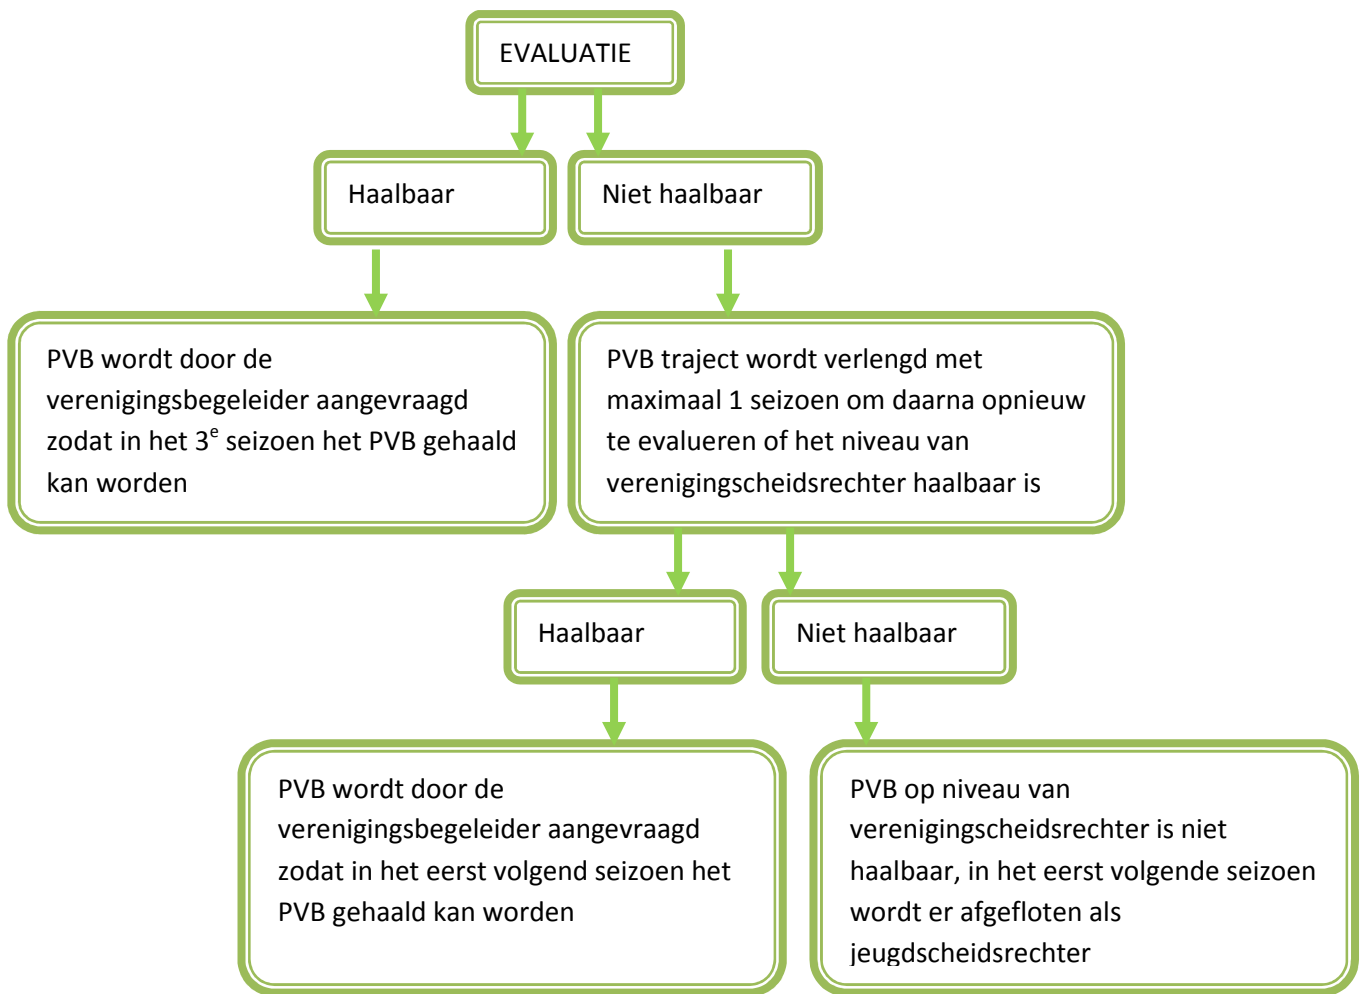 EVALUATIE
Haalbaar
Niet haalbaar
PVB wordt door de
verenigingsbegeleider aangevraagd
zodat in het 3e seizoen het PVB gehaald
kan worden
PVB traject wordt verlengd met
maximaal 1 seizoen om daarna opnieuw
te evalueren of het niveau van
verenigingscheidsrechter haalbaar is
Haalbaar
Niet haalbaar
PVB wordt door de
verenigingsbegeleider aangevraagd
zodat in het eerst volgend seizoen het
PVB gehaald kan worden
PVB op niveau van
verenigingscheidsrechter is niet
haalbaar, in het eerst volgende seizoen
wordt er afgefloten als
jeugdscheidsrechter